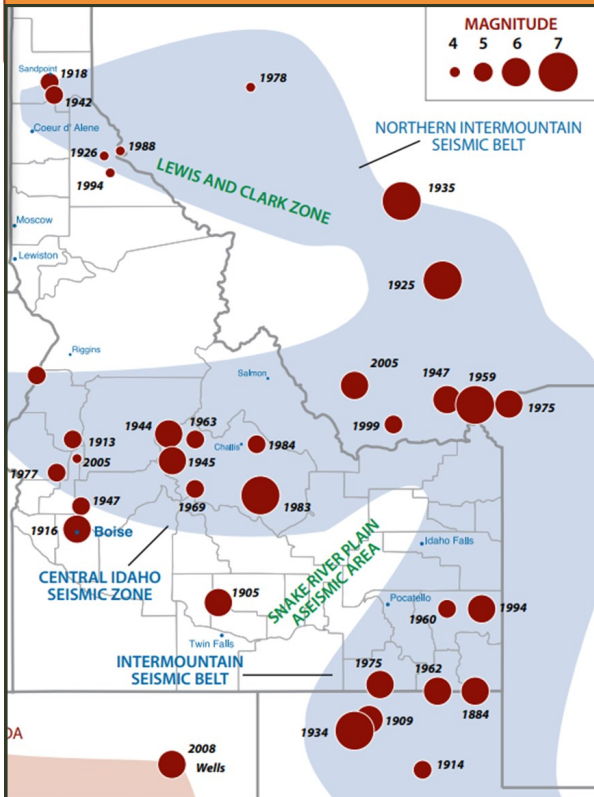 MAGNITUDE
4 5 6 7
Sandpoint
1918
1942
1978
Coeur d' Alene
1926
1988
1994
NORTHERN INTERMOUNTAIN
SEISMIC BELT
LEWIS AND CLARK ZONE
1935
Moscow
Lewiston
1925
Riggins
Salmon
2005
1947
1959
1975
1999
1944
1963
1913
2005
1977
1945
Challis
1984
1969
1983
1947
1916
Boise
CENTRAL IDAHO
SEISMIC ZONE
SNAKE RIVER PLAIN
ASEISMIC AREA
Idaho Falls
1905
Pocatello
1960
1994
Twin Falls
INTERMOUNTAIN
SEISMIC BELT
1975
1962
1884
1934
1909
1914
DA
2008
Wells